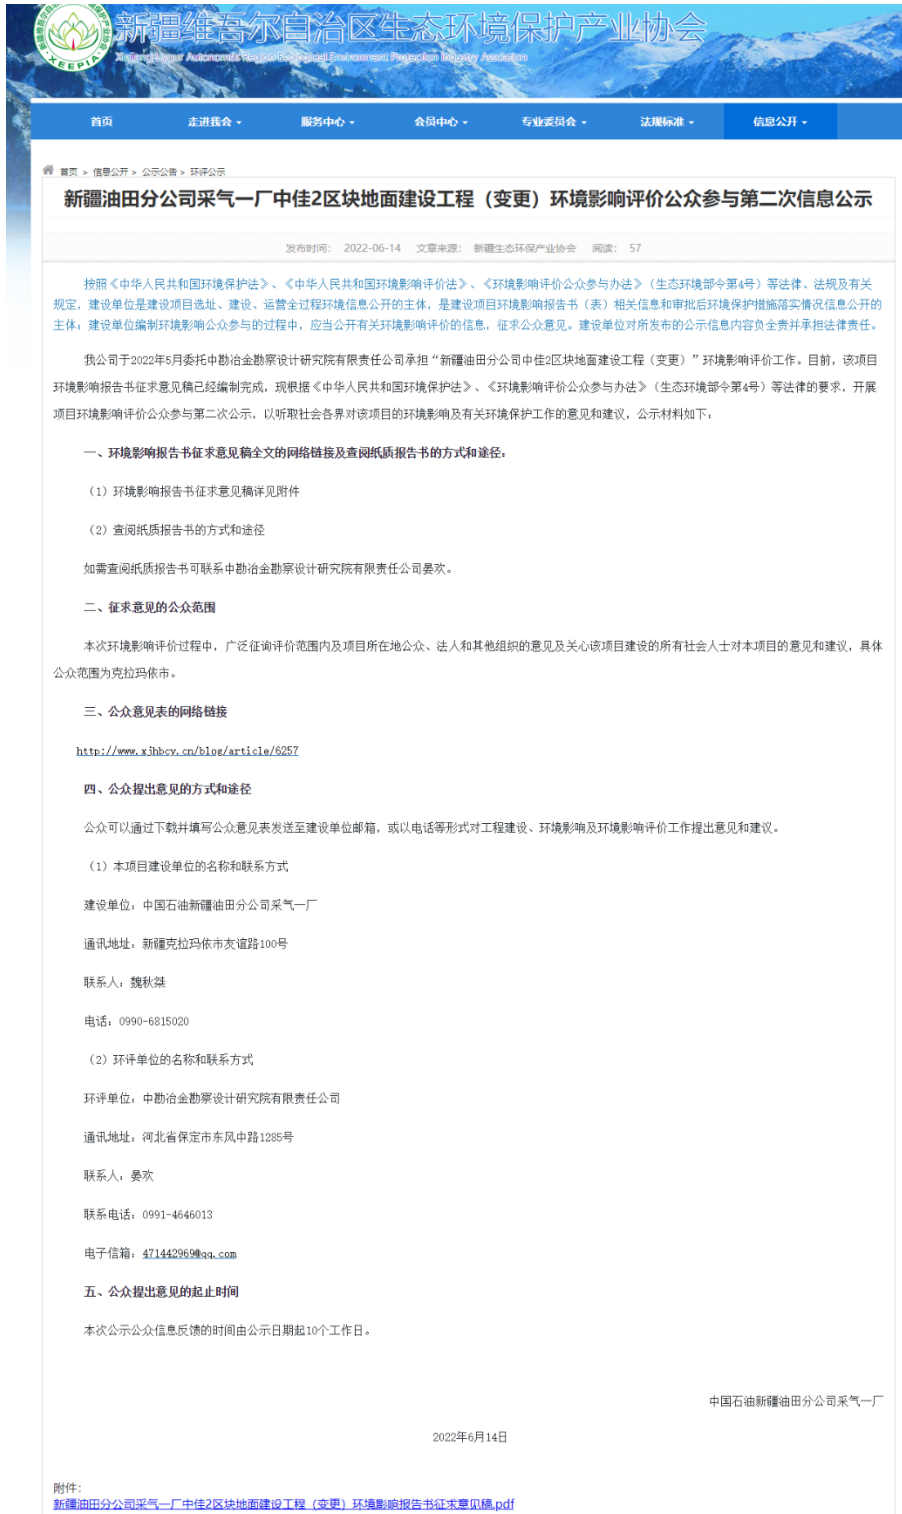 新疆维吾尔自治区生态环境保护产业协会
XinJiang Uygur Autonomous Region Ecological Environment Protection Industry Association
XEEPIA
首页 走进我会 服务中心 会员中心 专业委员会 法规标准 信息公开
首页 > 信息公开 > 公示公告 > 环评公示
新疆油田分公司采气一厂中佳2区块地面建设工程（变更）环境影响评价公众参与第二次信息公示
发布时间： 2022-06-14 文章来源： 新疆生态环保产业协会 阅读： 57
按照《中华人民共和国环境保护法》、《中华人民共和国环境影响评价法》、《环境影响评价公众参与办法》（生态环境部令第4号）等法律、法规及有关
规定，建设单位是建设项目选址、建设、运营全过程环境信息公开的主体，是建设项目环境影响报告书（表）相关信息和审批后环境保护措施落实情况信息公开的
主体；建设单位编制环境影响公众参与的过程中，应当公开有关环境影响评价的信息，征求公众意见。建设单位对所发布的公示信息内容负全责并承担法律责任。
我公司于2022年5月委托中勘冶金勘察设计研究院有限责任公司承担“新疆油田分公司中佳2区块地面建设工程（变更）”环境影响评价工作。目前，该项目
环境影响报告书征求意见稿已经编制完成，现根据《中华人民共和国环境保护法》、《环境影响评价公众参与办法》（生态环境部令第4号）等法律的要求，开展
项目环境影响评价公众参与第二次公示，以听取社会各界对该项目的环境影响及有关环境保护工作的意见和建议，公示材料如下：
一、环境影响报告书征求意见稿全文的网络链接及查阅纸质报告书的方式和途径：
（1）环境影响报告书征求意见稿详见附件
（2）查阅纸质报告书的方式和途径
如需查阅纸质报告书可联系中勘冶金勘察设计研究院有限责任公司晏欢。
二、征求意见的公众范围
本次环境影响评价过程中，广泛征询评价范围内及项目所在地公众、法人和其他组织的意见及关心该项目建设的所有社会人士对本项目的意见和建议，具体
公众范围为克拉玛依市。
三、公众意见表的网络链接
http://www.xjhbcy.cn/blog/article/6257
四、公众提出意见的方式和途径
公众可以通过下载并填写公众意见表发送至建设单位邮箱，或以电话等形式对工程建设、环境影响及环境影响评价工作提出意见和建议。
（1）本项目建设单位的名称和联系方式
建设单位：中国石油新疆油田分公司采气一厂
通讯地址：新疆克拉玛依市友谊路100号
联系人：魏秋桀
电话：0990-6815020
（2）环评单位的名称和联系方式
环评单位：中勘冶金勘察设计研究院有限责任公司
通讯地址：河北省保定市东风中路1285号
联系人：晏欢
联系电话：0991-4646013
电子信箱：471442969@qq.com
五、公众提出意见的起止时间
本次公示公众信息反馈的时间由公示日期起10个工作日。
中国石油新疆油田分公司采气一厂
2022年6月14日
附件：
新疆油田分公司采气一厂中佳2区块地面建设工程（变更）环境影响报告书征求意见稿.pdf